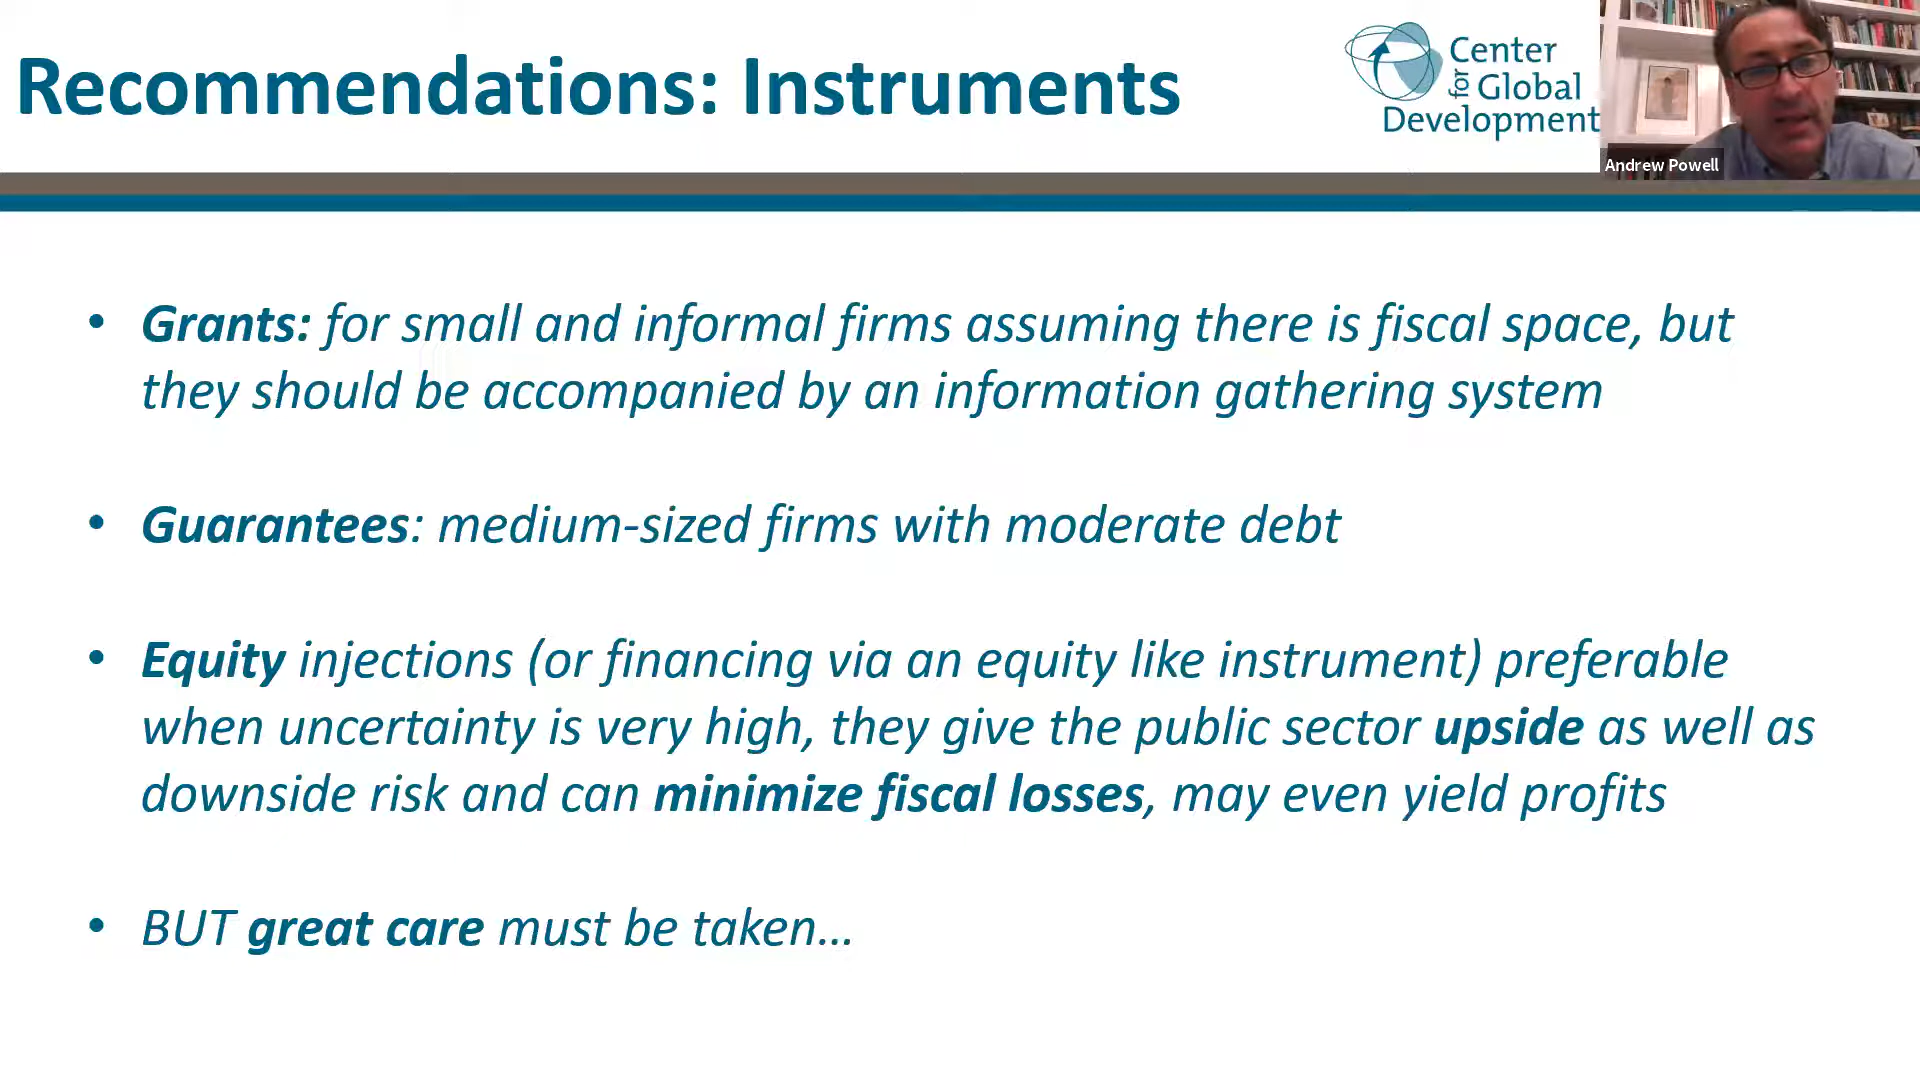 Recommendations: Instruments
Center
for Global
Development
Andrew Powell
• Grants: for small and informal firms assuming there is fiscal space, but
they should be accompanied by an information gathering system
• Guarantees: medium-sized firms with moderate debt
• Equity injections (or financing via an equity like instrument) preferable
when uncertainty is very high, they give the public sector upside as well as
downside risk and can minimize fiscal losses, may even yield profits
• BUT great care must be taken…